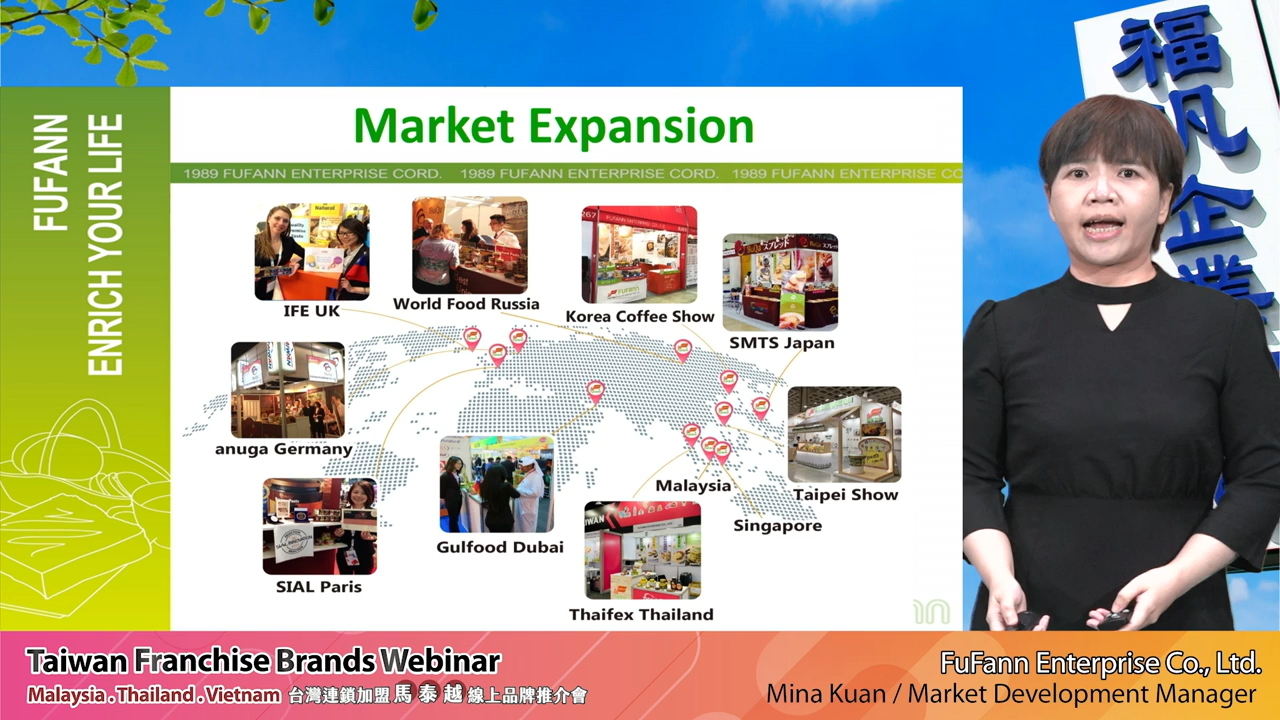 FUFANN
ENRICH YOUR LIFE
Market Expansion
1989 FUFANN ENTERPRISE CORD. 1989 FUFANN ENTERPRISE CORD. 1989 FUFANN ENTERPRISE CO
IFE UK
World Food Russia
Korea Coffee Show
SMTS Japan
anuga Germany
Taipei Show
Malaysia
Singapore
SIAL Paris
Gulfood Dubai
Thaifex Thailand
福凡企業
Taiwan Franchise Brands Webinar
Malaysia . Thailand . Vietnam 台灣連鎖加盟馬泰越線上品牌推介會
FuFann Enterprise Co., Ltd.
Mina Kuan / Market Development Manager